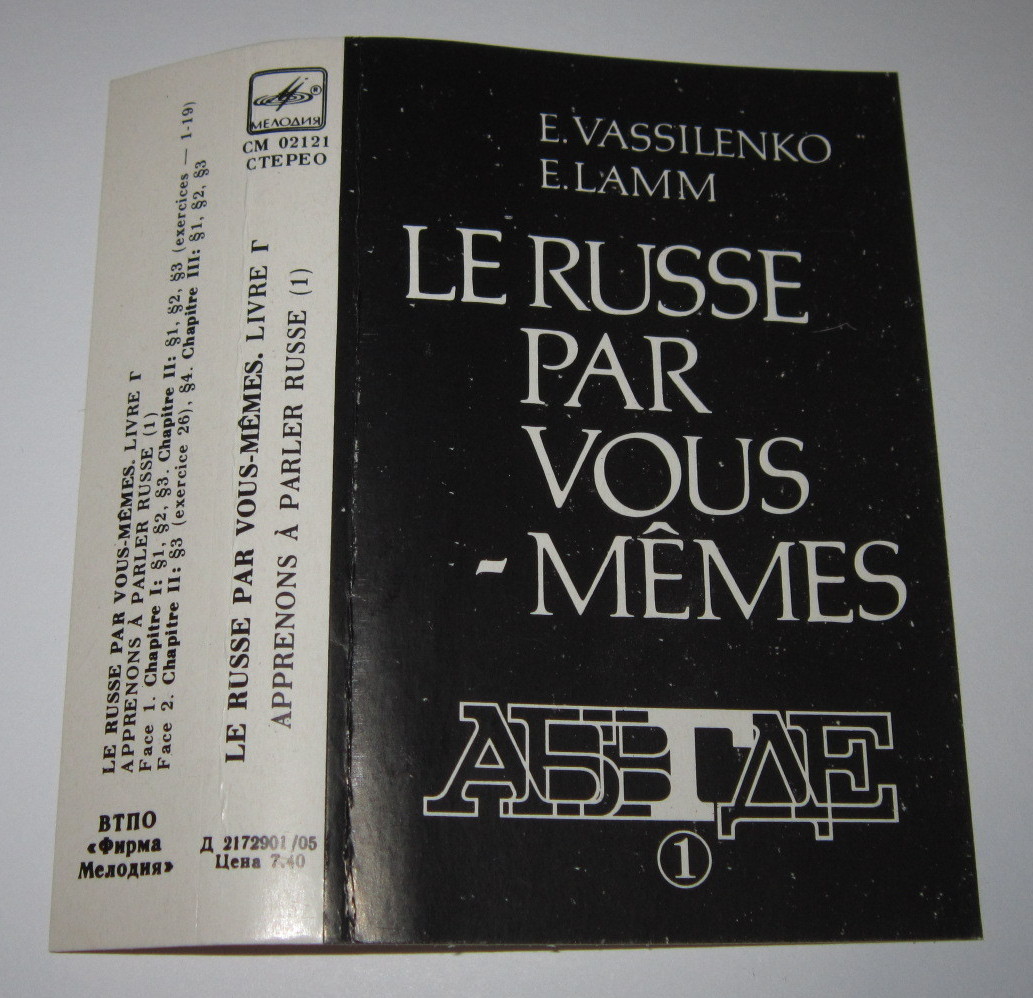 LE RUSSE PAR VOUS-MÊMES. LIVRE Г
APPRENONS À PARLER RUSSE (1)
Face 1. Chapitre I: §1, §2, §3. Chapitre II: §1, §2, §3 (exercices — 1-19)
Face 2. Chapitre II: §3 (exercice 26), §4. Chapitre III: §1, §2, §3
ВТПО
«Фирма
Мелодия»
МЕЛОДИЯ
СМ 02121
СТЕРЕО
LE RUSSE PAR VOUS-MÊMES. LIVRE Г
APPRENONS À PARLER RUSSE (1)
Д 2172901/05
Цена 7.40
E. VASSILENKO
E. LAMM
LE RUSSE
PAR
VOUS
-MÊMES
АБВГДЕ
1